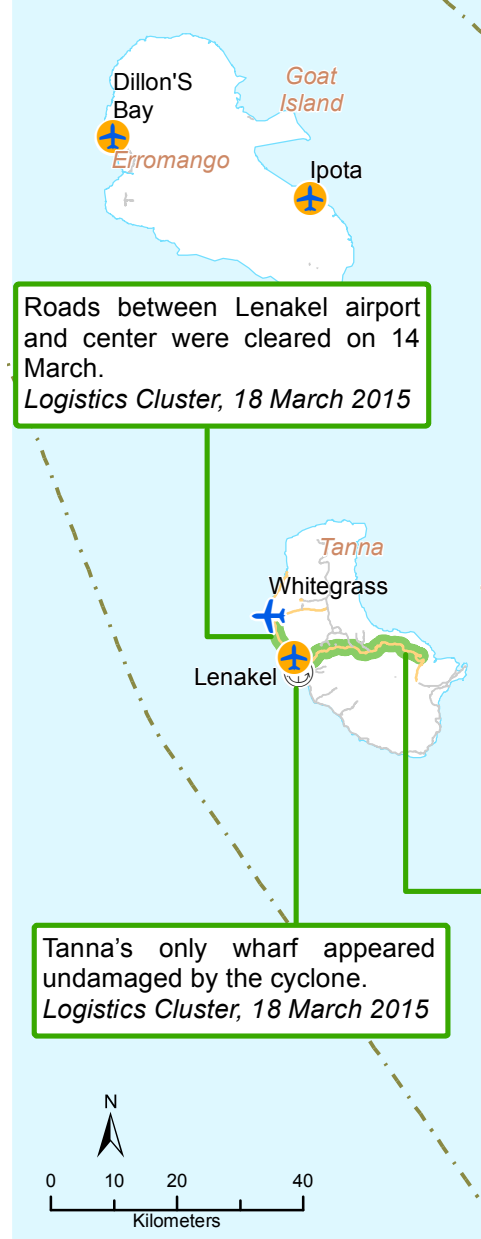 Dillon'S
Bay
Goat
Island
Erromango
Ipota
Roads between Lenakel airport
and center were cleared on 14
March.
Logistics Cluster, 18 March 2015
Tanna
Whitegrass
Lenakel
Tanna’s only wharf appeared
undamaged by the cyclone.
Logistics Cluster, 18 March 2015
N
0 10 20 40
Kilometers